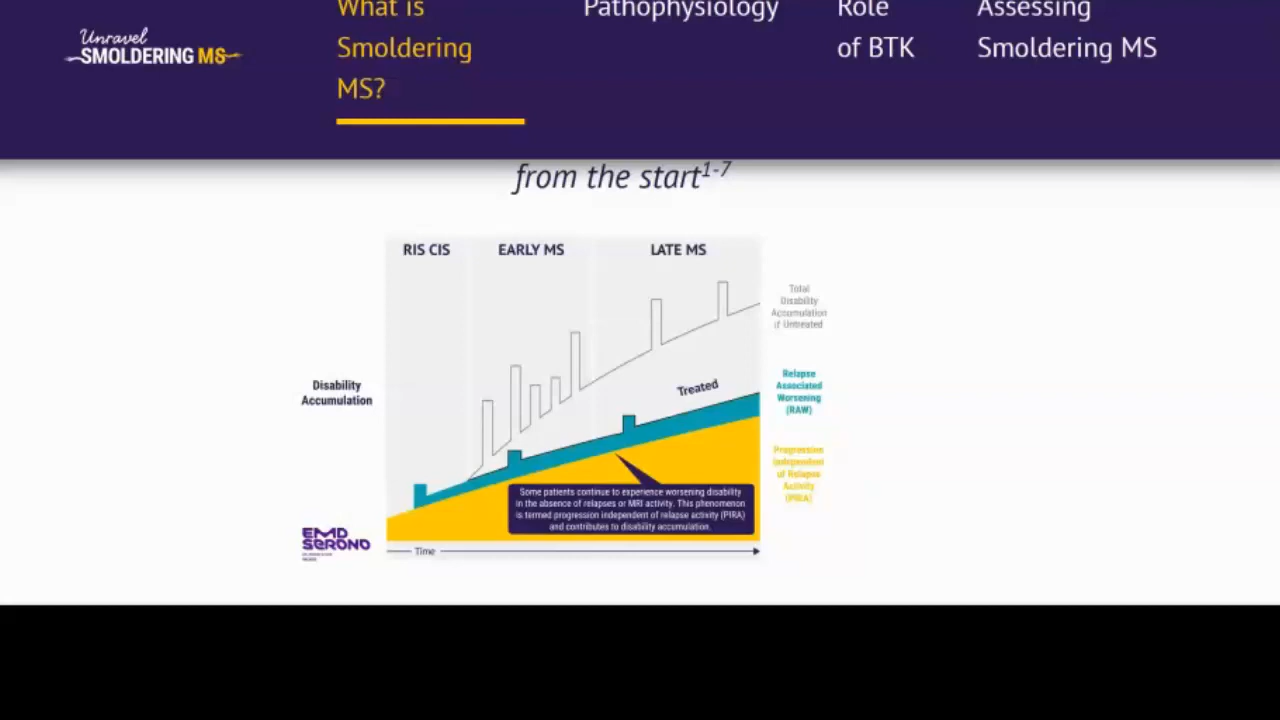 What is
Smoldering
MS?
Pathophysiology
Role
of BTK
Assessing
Smoldering MS
Unravel
SMOLDERING MS
from the start1-7
RIS CIS
EARLY MS
LATE MS
Total
Disability
Accumulation
if Untreated
Relapse
Associated
Worsening
(RAW)
Progression
Independent
of Relapse
Activity
(PIRA)
Disability
Accumulation
Treated
Some patients continue to experience worsening disability
in the absence of relapses or MRI activity. This phenomenon
is termed progression independent of relapse activity (PIRA)
and contributes to disability accumulation.
EMD
SERONO
Time